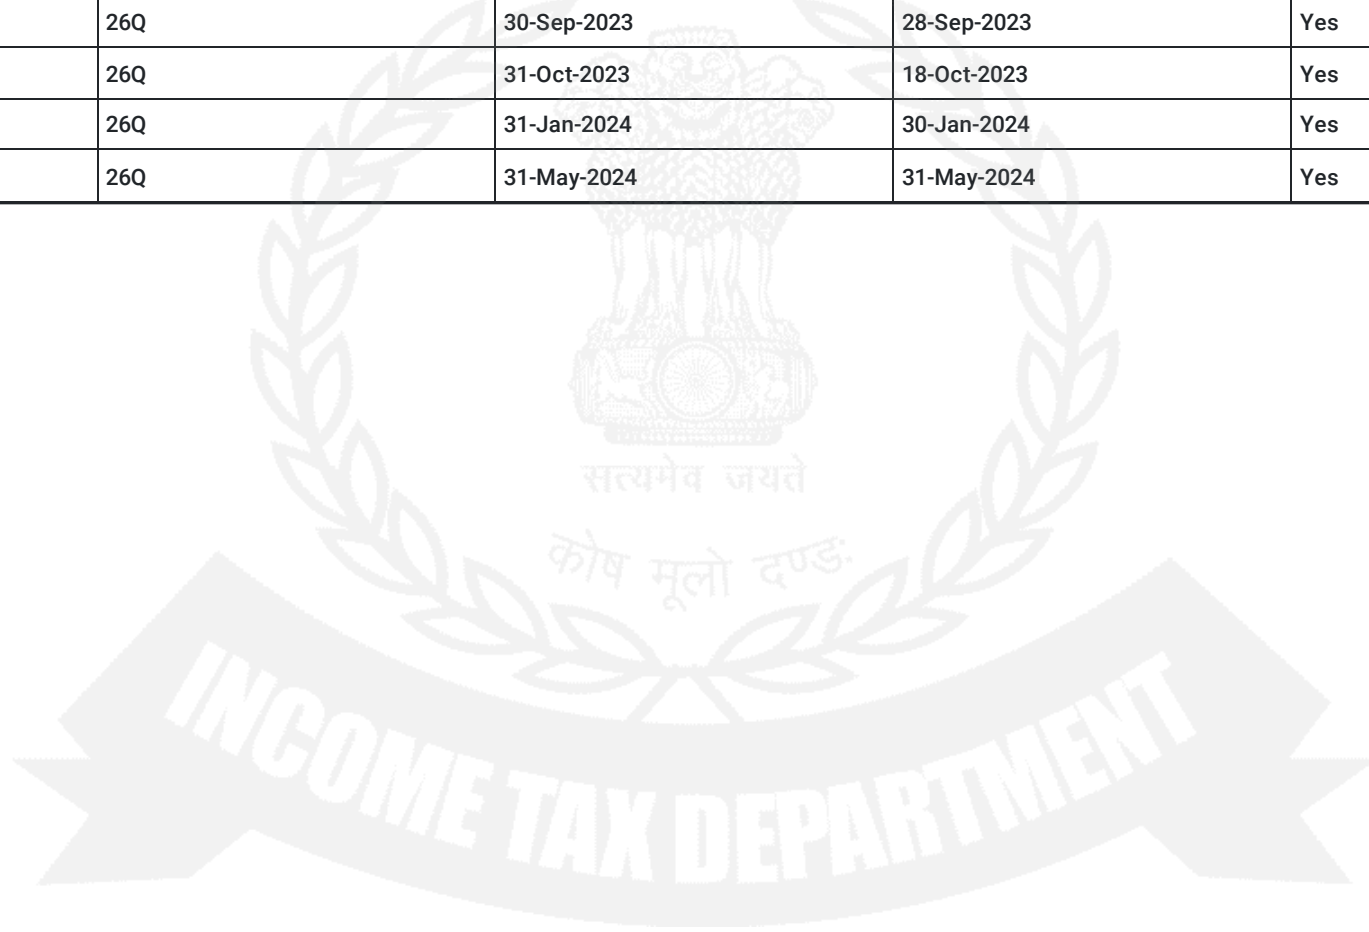 26Q 30-Sep-2023 28-Sep-2023 Yes
26Q 31-Oct-2023 18-Oct-2023 Yes
26Q 31-Jan-2024 30-Jan-2024 Yes
26Q 31-May-2024 31-May-2024 Yes
सत्यमेव जयते
कोष मूलो दण्डः
INCOME TAX DEPARTMENT